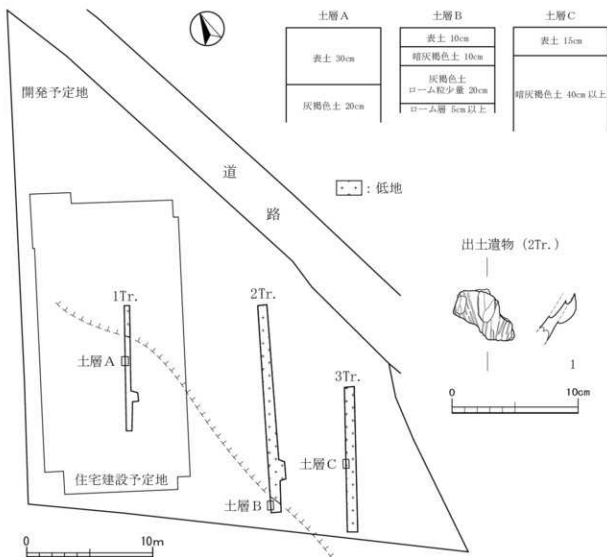 土層A
表土 30cm
灰褐色土 20cm
土層B
表土 10cm
暗灰褐色土 10cm
灰褐色土
ローム粒少量 20cm
ローム層 5cm 以上
土層C
表土 15cm
暗灰褐色土 40cm 以上
開発予定地
道
路
:低地
出土遺物(2Tr.)
1
0 10cm
1Tr.
2Tr.
3Tr.
土層A
土層B
土層C
住宅建設予定地
0 10m